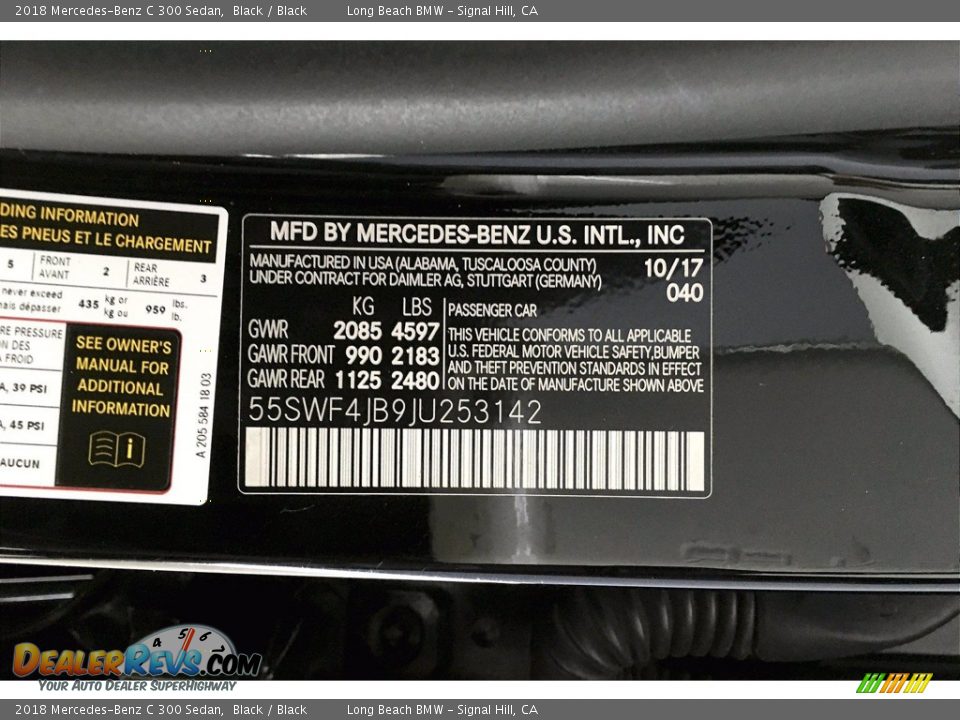 2018 Mercedes-Benz C 300 Sedan, Black / Black Long Beach BMW - Signal Hill, CA
DING INFORMATION
ES PNEUS ET LE CHARGEMENT
5 FRONT AVANT 2 REAR ARRIÈRE 3
never exceed 435 kg or 959 lbs.
mais dépasser kg ou lb.
RE PRESSURE
ON DES
À FROID
A, 39 PSI
A, 45 PSI
AUCUN
SEE OWNER'S
MANUAL FOR
ADDITIONAL
INFORMATION
i
A 205 584 18 03
MFD BY MERCEDES-BENZ U.S. INTL., INC
MANUFACTURED IN USA (ALABAMA, TUSCALOOSA COUNTY) 10/17
UNDER CONTRACT FOR DAIMLER AG, STUTTGART (GERMANY) 040
KG LBS
GWR 2085 4597
GAWR FRONT 990 2183
GAWR REAR 1125 2480
PASSENGER CAR
THIS VEHICLE CONFORMS TO ALL APPLICABLE
U.S. FEDERAL MOTOR VEHICLE SAFETY,BUMPER
AND THEFT PREVENTION STANDARDS IN EFFECT
ON THE DATE OF MANUFACTURE SHOWN ABOVE
55SWF4JB9JU253142
4 5 6
DEALERREVS.COM
YOUR AUTO DEALER SUPERHIGHWAY
2018 Mercedes-Benz C 300 Sedan, Black / Black Long Beach BMW - Signal Hill, CA